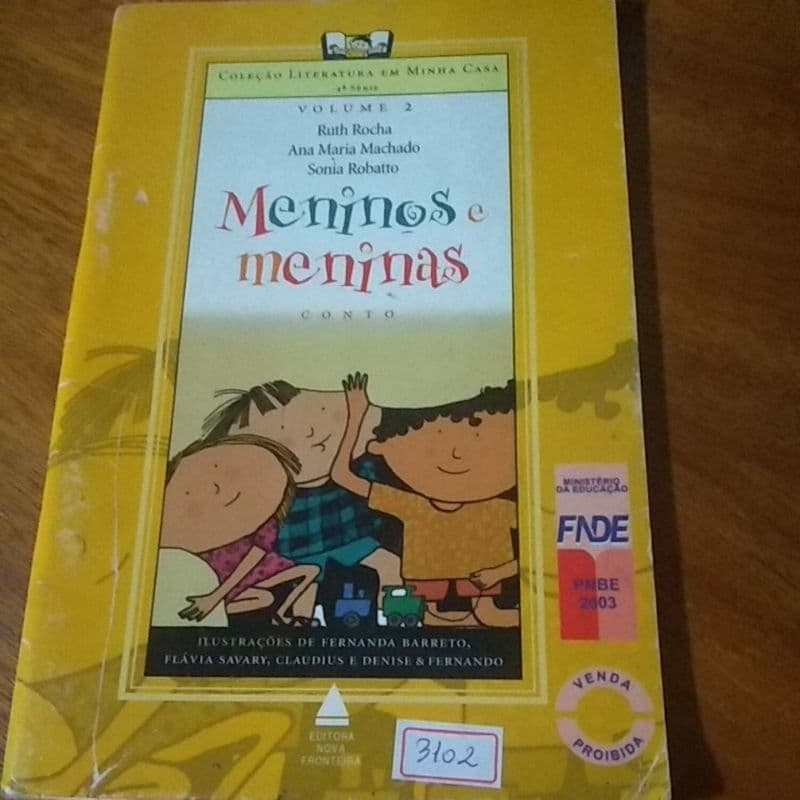 COLEÇÃO LITERATURA EM MINHA CASA
4ª SÉRIE
VOLUME 2
Ruth Rocha
Ana Maria Machado
Sonia Robatto
Meninos e
meninas
CONTO
MINISTÉRIO
DA EDUCAÇÃO
FNDE
PNBE
2003
ILUSTRAÇÕES DE FERNANDA BARRETO,
FLÁVIA SAVARY, CLAUDIUS E DENISE & FERNANDO
VENDA
PROIBIDA
EDITORA
NOVA
FRONTEIRA
3102